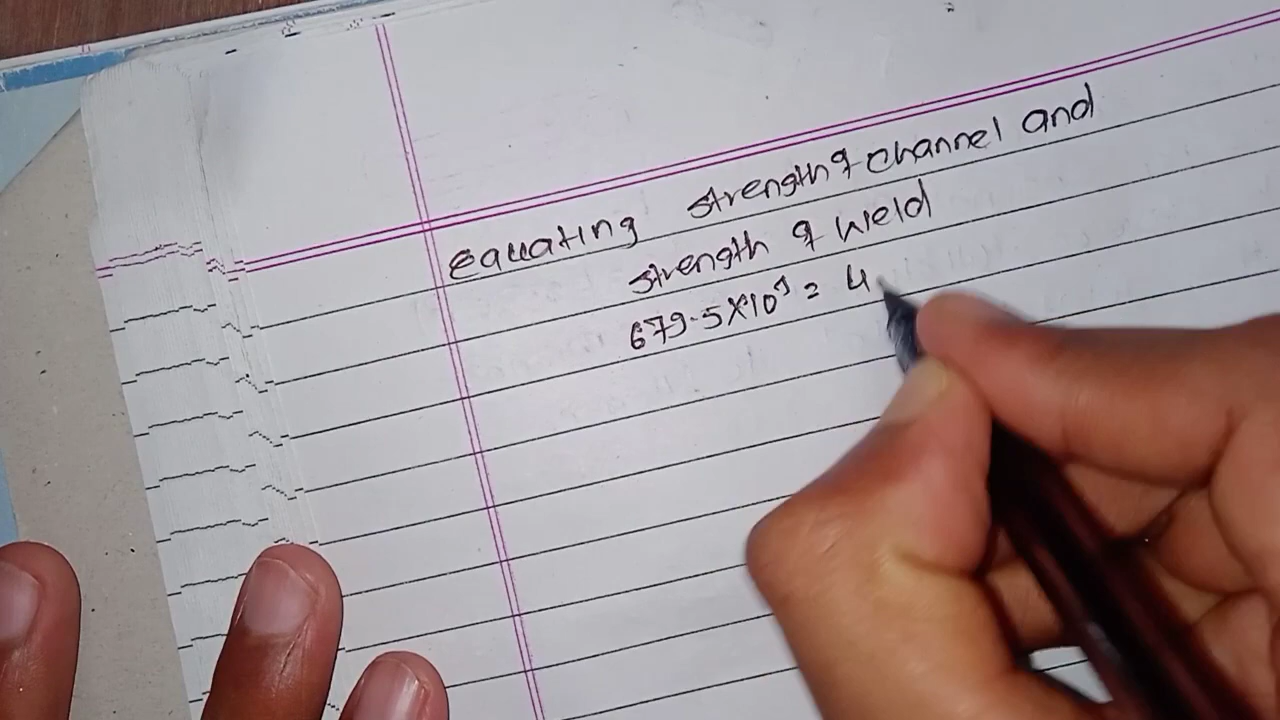 Equating strength of channel and
strength of weld
679.5×10³ = 4